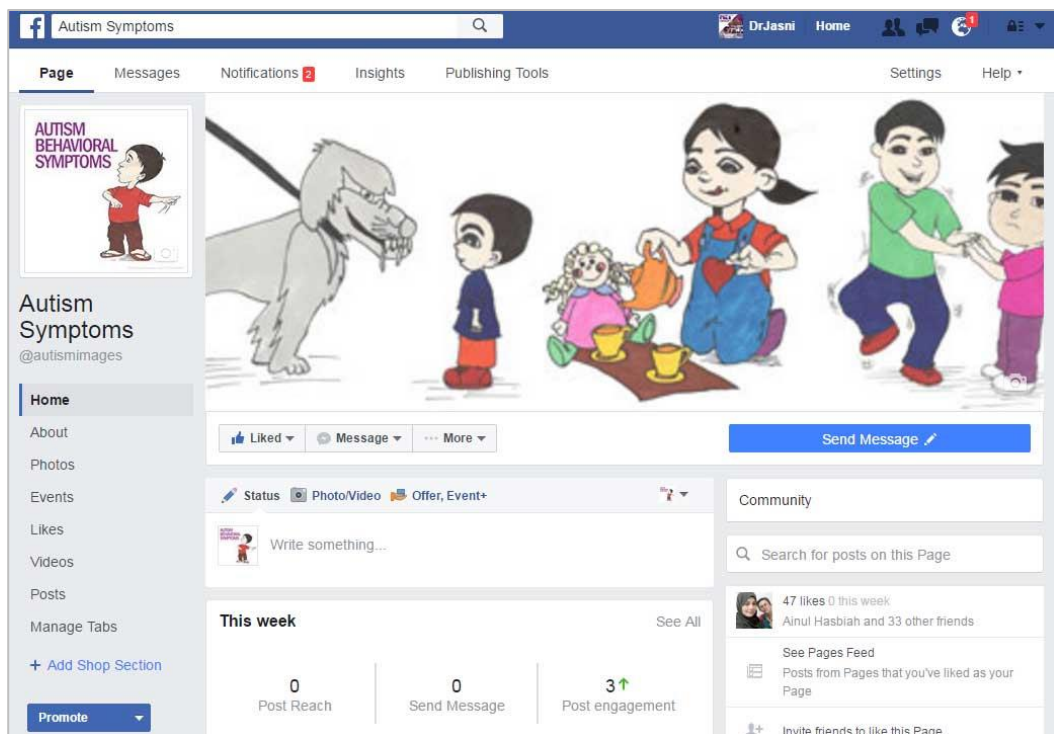 Autism Symptoms
DrJasni Home 1
Page Messages Notifications 2 Insights Publishing Tools Settings Help
AUTISM
BEHAVIORAL
SYMPTOMS
Autism
Symptoms
@autismimages
Home
About
Photos
Events
Likes
Videos
Posts
Manage Tabs
+ Add Shop Section
Promote
Liked Message ... More
Send Message
Status Photo/Video Offer, Event+
Write something...
This week See All
0
Post Reach
0
Send Message
3
Post engagement
Community
Search for posts on this Page
47 likes 0 this week
Ainul Hasbiah and 33 other friends
See Pages Feed
Posts from Pages that you've liked as your
Page
Invite friends to like this Page